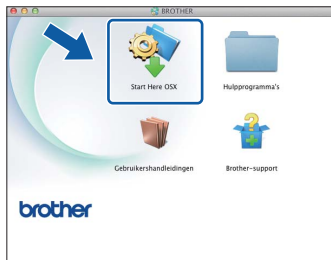 BROTHER
Start Here OSX
Hulpprogramma's
Gebruikershandleidingen
Brother-support
brother